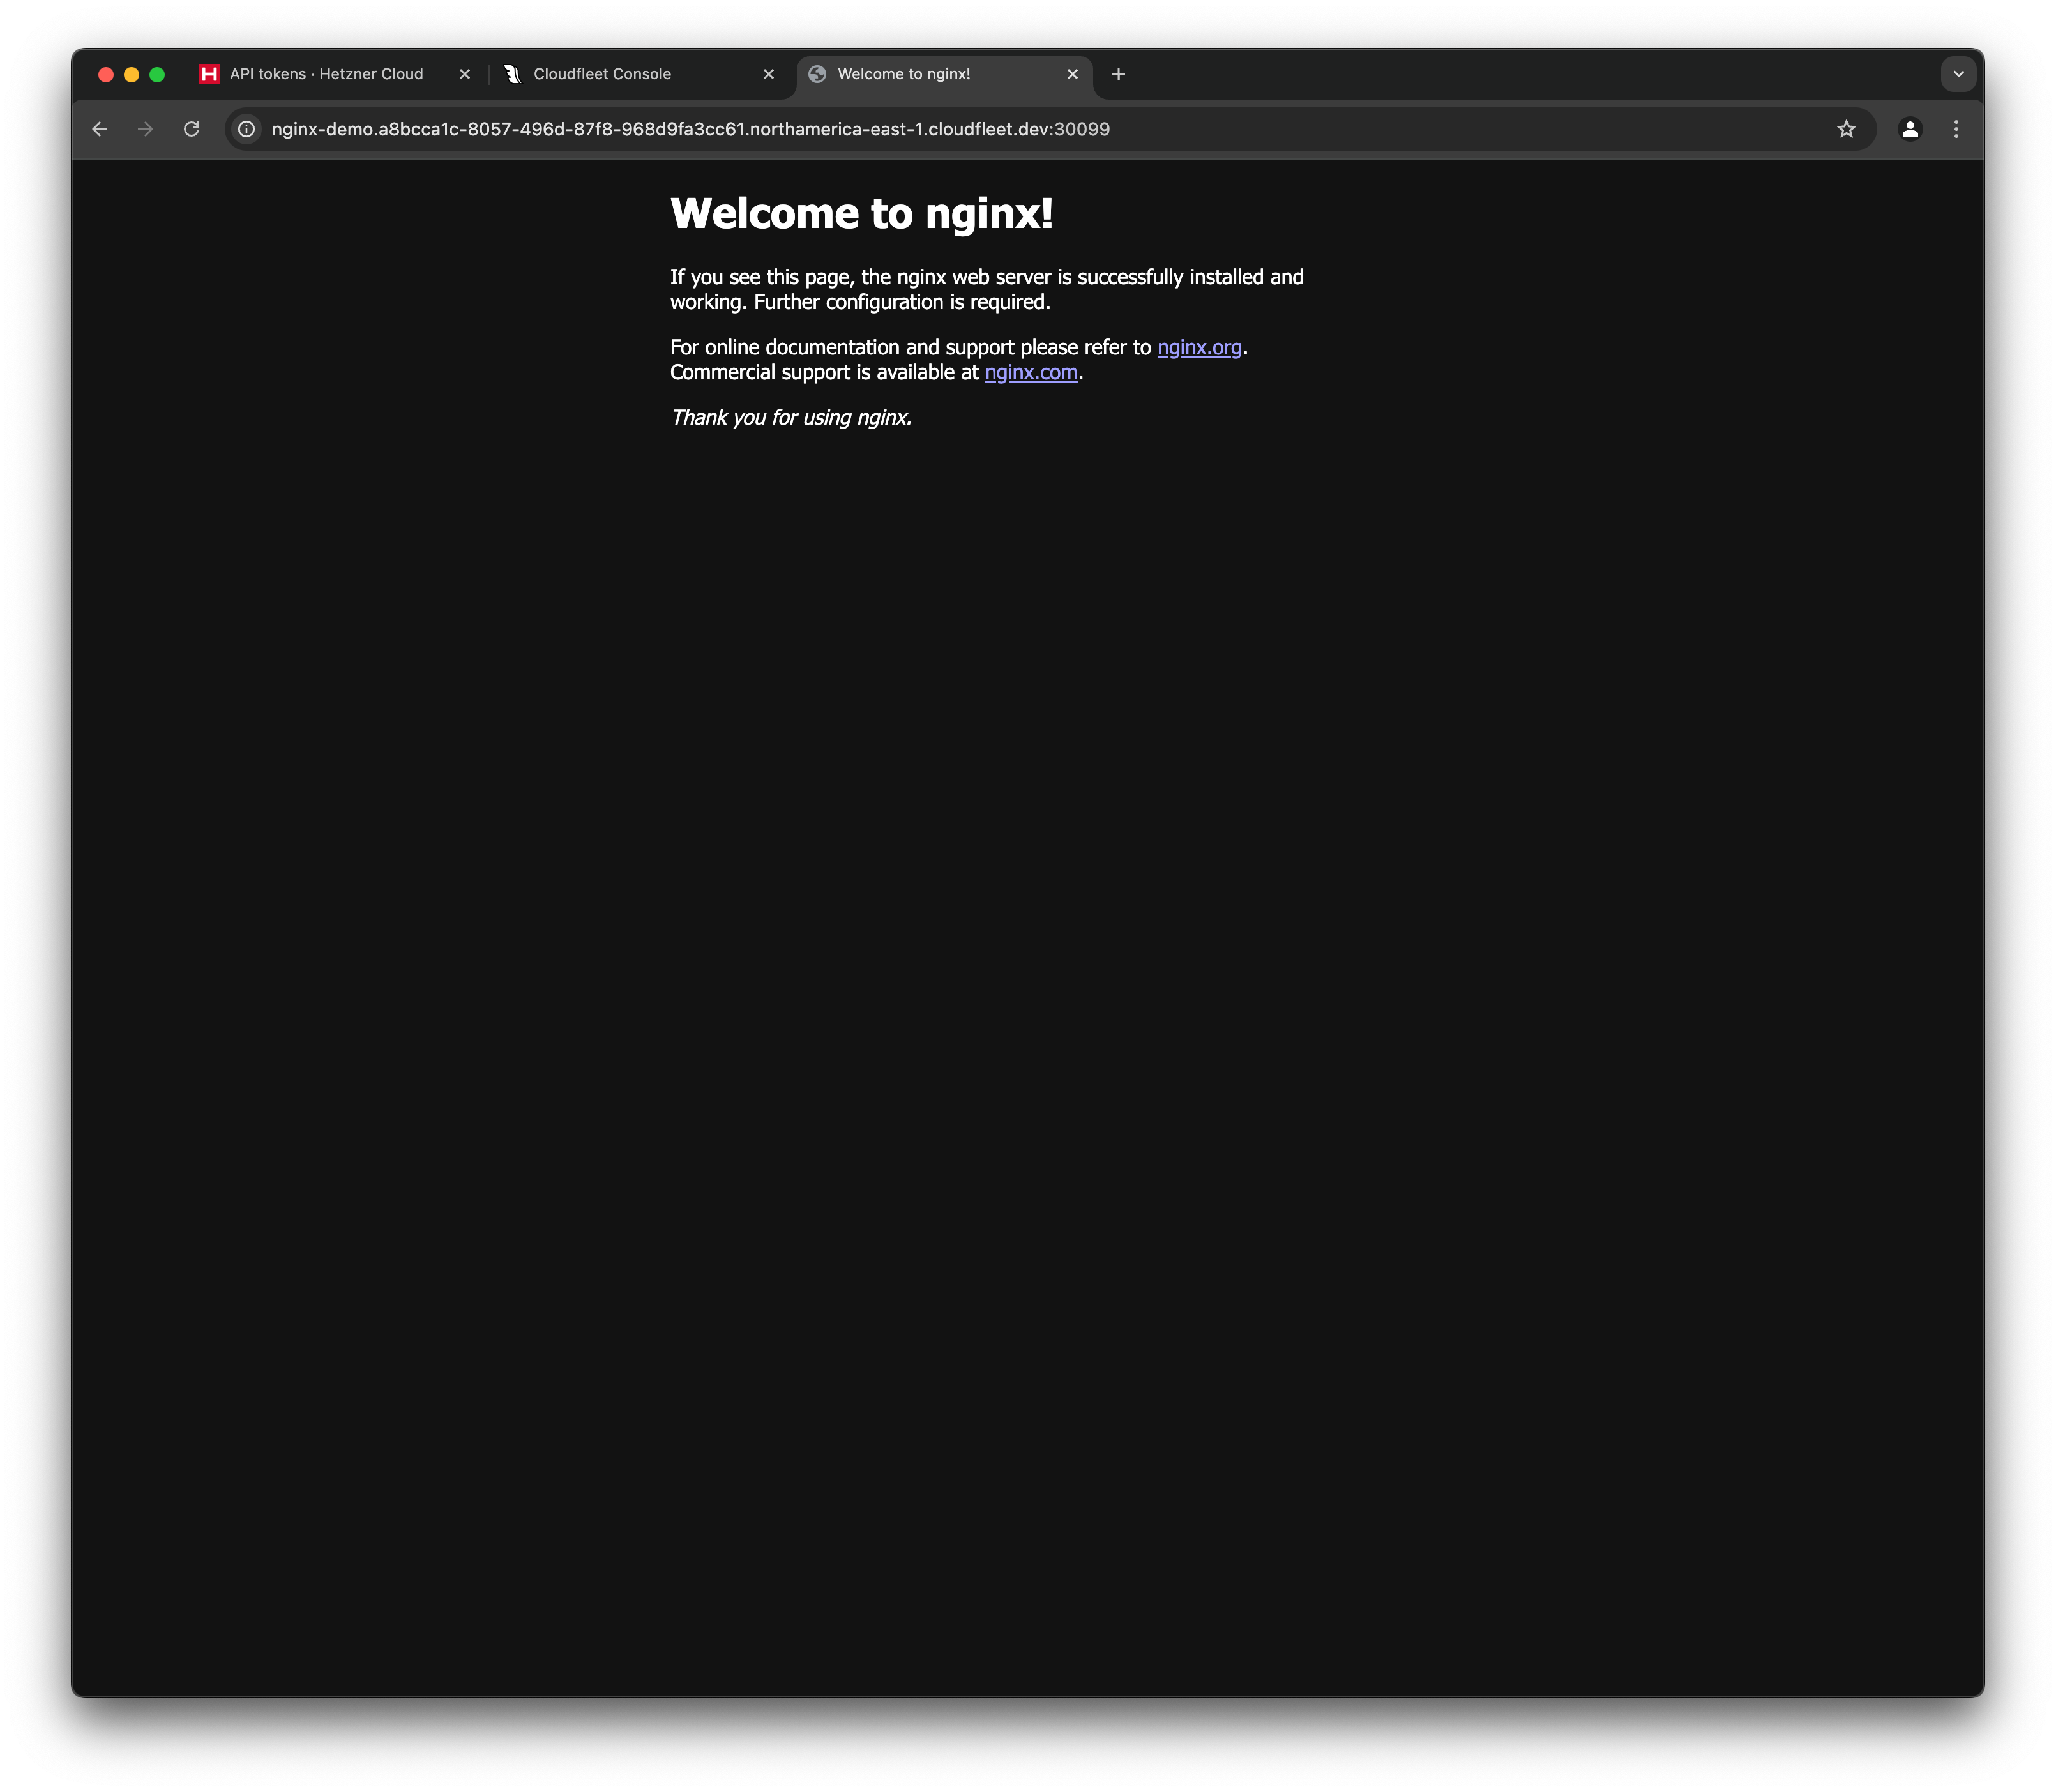 API tokens · Hetzner Cloud
Cloudfleet Console
Welcome to nginx!
nginx-demo.a8bcca1c-8057-496d-87f8-968d9fa3cc61.northamerica-east-1.cloudfleet.dev:30099
Welcome to nginx!
If you see this page, the nginx web server is successfully installed and
working. Further configuration is required.
For online documentation and support please refer to nginx.org.
Commercial support is available at nginx.com.
Thank you for using nginx.